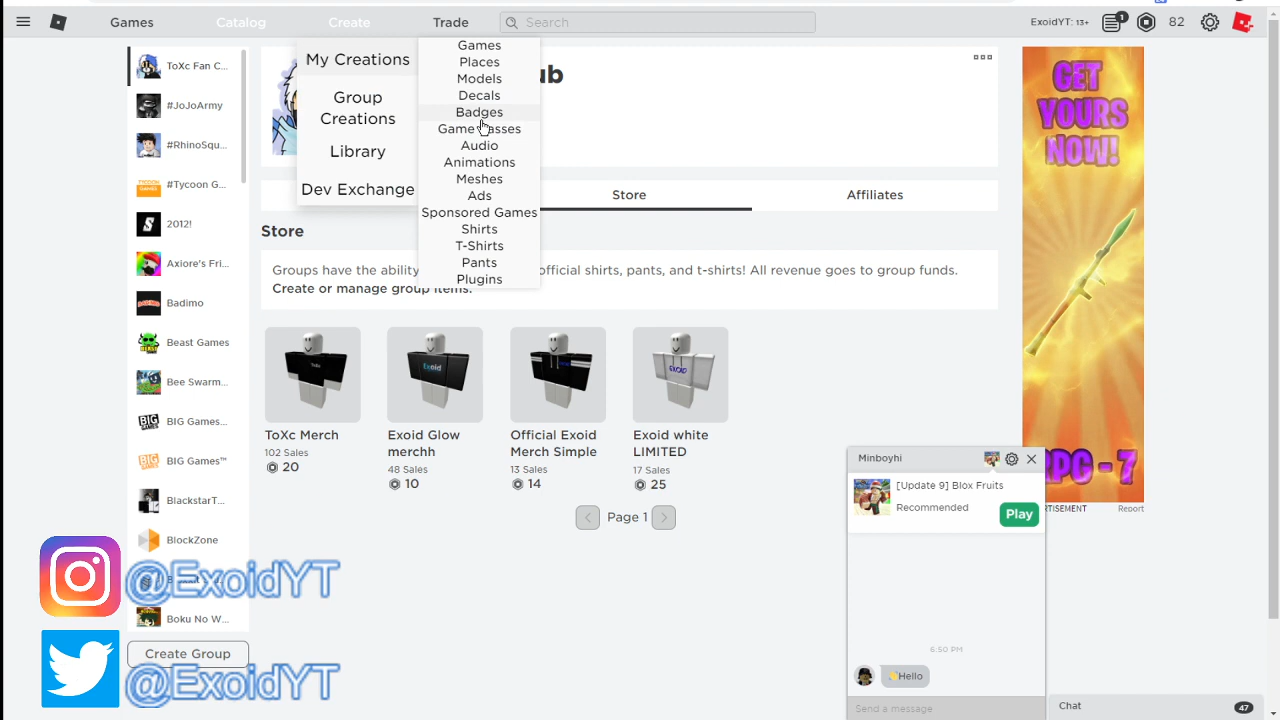 Games
Catalog
Create
Trade
Search
ExoidYT: 13+
1
82
My Creations
Group
Creations
Library
Dev Exchange
Games
Places
Models
Decals
Badges
Game Passes
Audio
Animations
Meshes
Ads
Sponsored Games
Shirts
T-Shirts
Pants
Plugins
ub
ToXc Fan C...
#JoJoArmy
#RhinoSqu...
#Tycoon G...
2012!
Axiore's Fri...
Badimo
Beast Games
Bee Swarm...
BIG Games...
BIG Games™
BlackstarT...
BlockZone
Boku No W...
Create Group
Store
Affiliates
Store
Groups have the ability official shirts, pants, and t-shirts! All revenue goes to group funds.
Create or manage group items.
ToXc Merch
102 Sales
20
Exoid Glow
merchh
48 Sales
10
Official Exoid
Merch Simple
13 Sales
14
Exoid white
LIMITED
17 Sales
25
Page 1
GET
YOURS
NOW!
RPG - 7
RTISEMENT
Report
Minboyhi
[Update 9] Blox Fruits
Recommended
Play
6:50 PM
👋Hello
Send a message
Chat
47
@ExoidYT
@ExoidYT